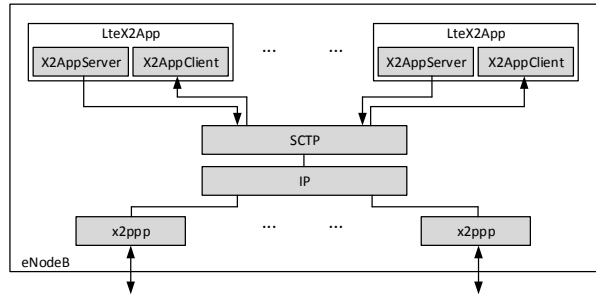 LteX2App ... ... LteX2App
X2AppServer X2AppClient X2AppServer X2AppClient
SCTP
IP
x2ppp ... ... x2ppp
eNodeB